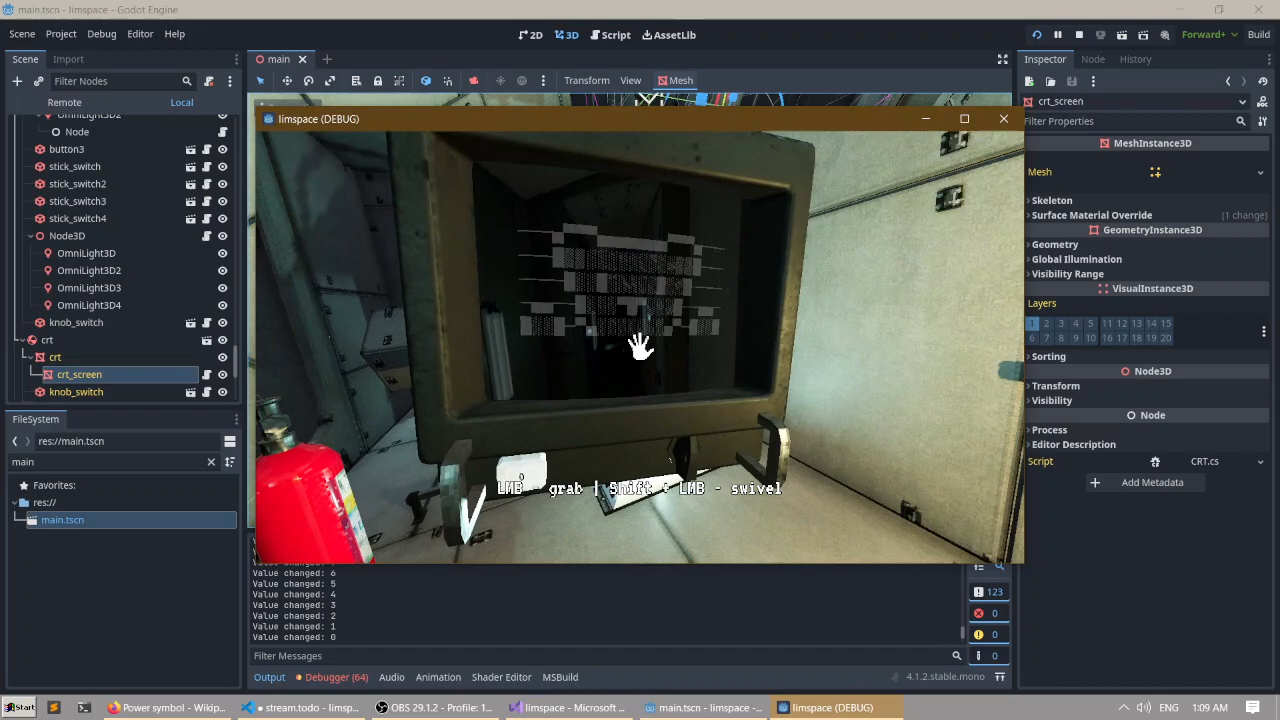 main.tscn - limspace - Godot Engine
Scene Project Debug Editor Help
2D 3D Script AssetLib
Forward+ Build
Scene Import
main
Inspector Node History
Filter Nodes
Transform View Mesh
Remote Local
crt_screen
limspace (DEBUG)
OmniLight3D2
Filter Properties
Node
MeshInstance3D
button3
stick_switch
Mesh
stick_switch2
stick_switch3
Skeleton
stick_switch4
Surface Material Override (1 change)
GeometryInstance3D
Node3D
Geometry
OmniLight3D
Global Illumination
OmniLight3D2
Visibility Range
OmniLight3D3
VisualInstance3D
OmniLight3D4
Layers
knob_switch
1 2 3 4 5 11 12 13 14 15
6 7 8 9 10 16 17 18 19 20
crt
crt
Sorting
crt_screen
Node3D
knob_switch
Transform
Visibility
FileSystem
Node
res://main.tscn
Process
Editor Description
main
Script CRT.cs
Favorites:
Add Metadata
res://
main.tscn
0
LMB - grab | Shift + LMB - swivel
Value changed: 6
Value changed: 5
Value changed: 4
Value changed: 3
Value changed: 2
Value changed: 1
Value changed: 0
123
0
0
0
Filter Messages
Output Debugger (64) Audio Animation Shader Editor MSBuild
4.1.2.stable.mono
Start
Power symbol - Wikip...
stream.todo - limsp...
OBS 29.1.2 - Profile: 1...
limspace - Microsoft ...
main.tscn - limspace -...
limspace (DEBUG)
1:09 AM